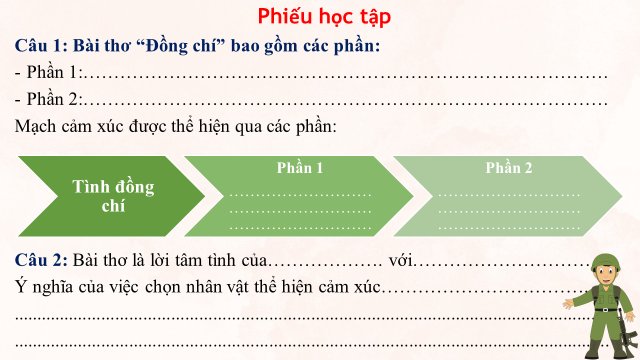 Phiếu học tập
Câu 1: Bài thơ “Đồng chí” bao gồm các phần:
- Phần 1:………………………………………………………………………
- Phần 2:………………………………………………………………………
Mạch cảm xúc được thể hiện qua các phần:
Tình đồng
chí
Phần 1
………………………
………………………
………………………
Phần 2
………………………
………………………
………………………
Câu 2: Bài thơ là lời tâm tình của………………. với………………………
Ý nghĩa của việc chọn nhân vật thể hiện cảm xúc……………………………
..........................................................................................................
..........................................................................................................